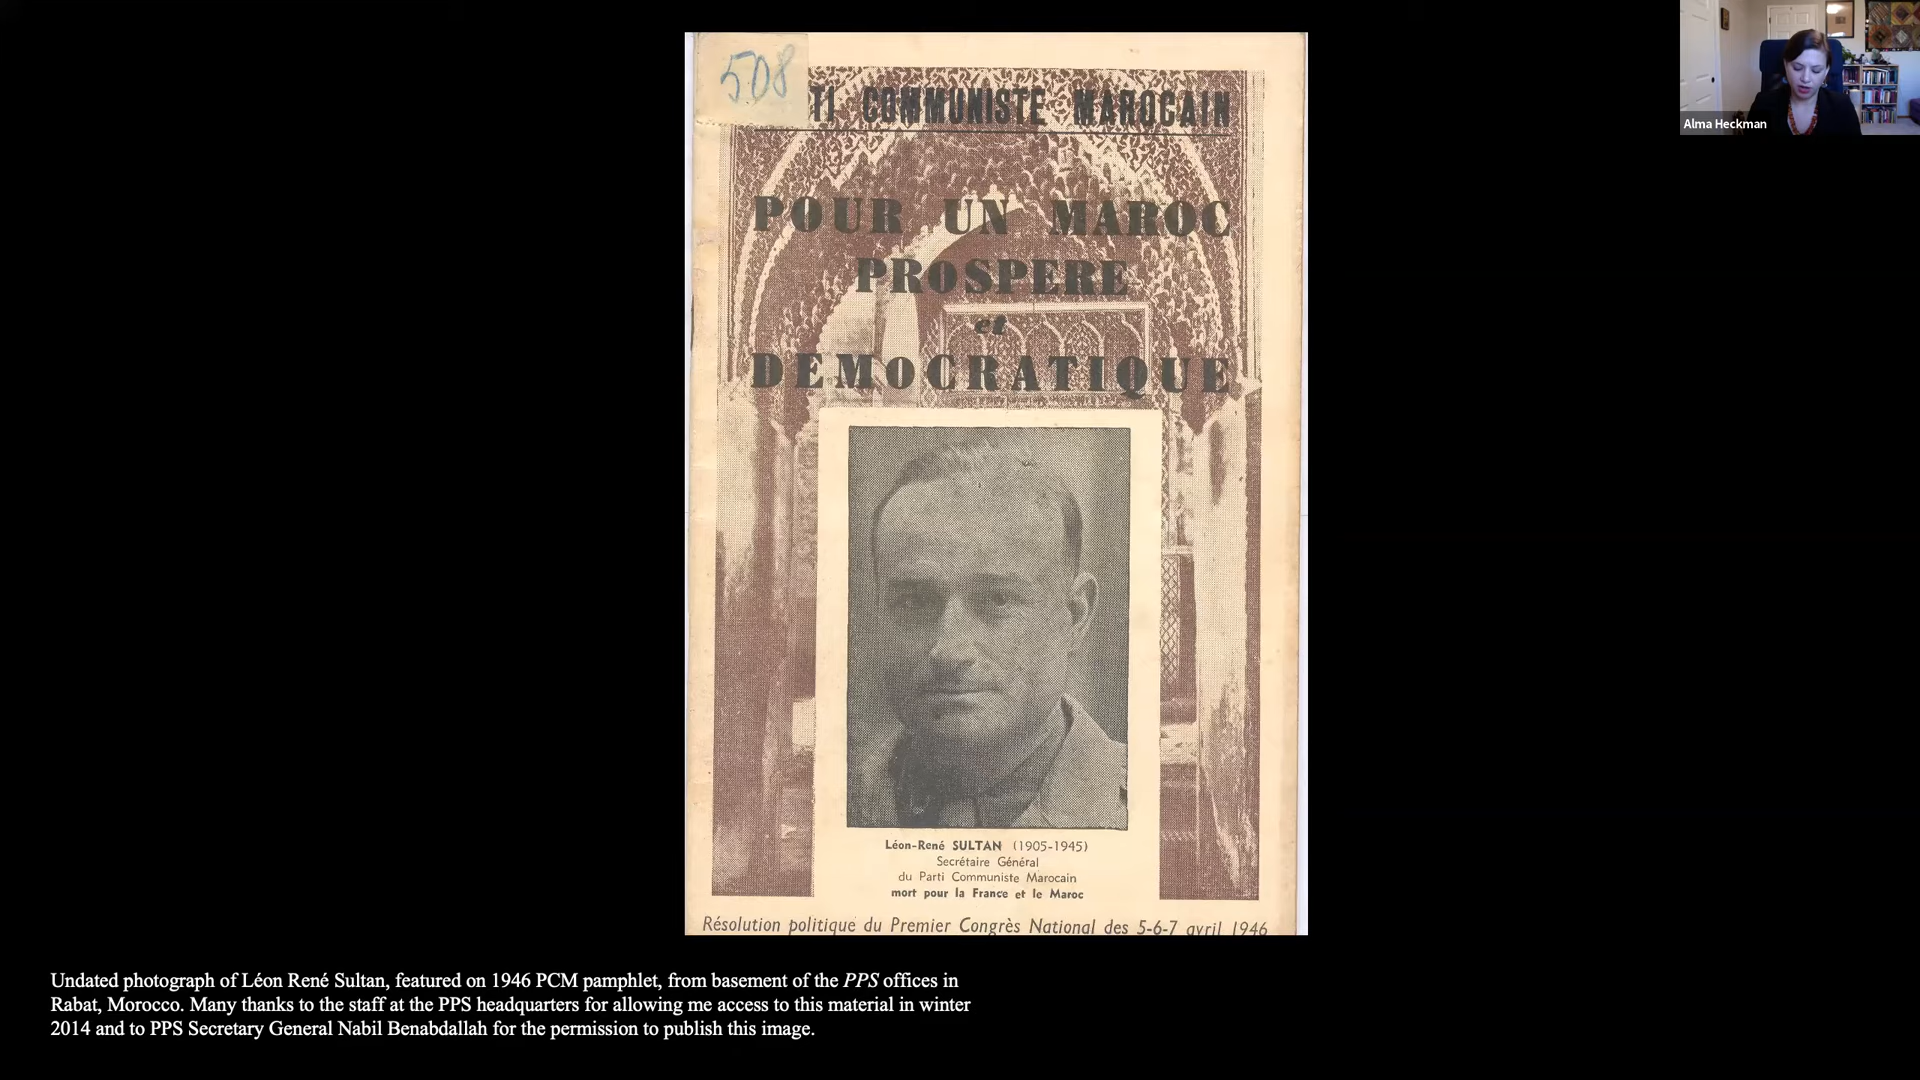 508
TI COMMUNISTE MAROCAIN
POUR UN MAROC
PROSPERE
et
DEMOCRATIQUE
Léon-René SULTAN (1905-1945)
Secrétaire Général
du Parti Communiste Marocain
mort pour la France et le Maroc
Résolution politique du Premier Congrès National des 5-6-7 avril 1946
Undated photograph of Léon René Sultan, featured on 1946 PCM pamphlet, from basement of the PPS offices in
Rabat, Morocco. Many thanks to the staff at the PPS headquarters for allowing me access to this material in winter
2014 and to PPS Secretary General Nabil Benabdallah for the permission to publish this image.
Alma Heckman